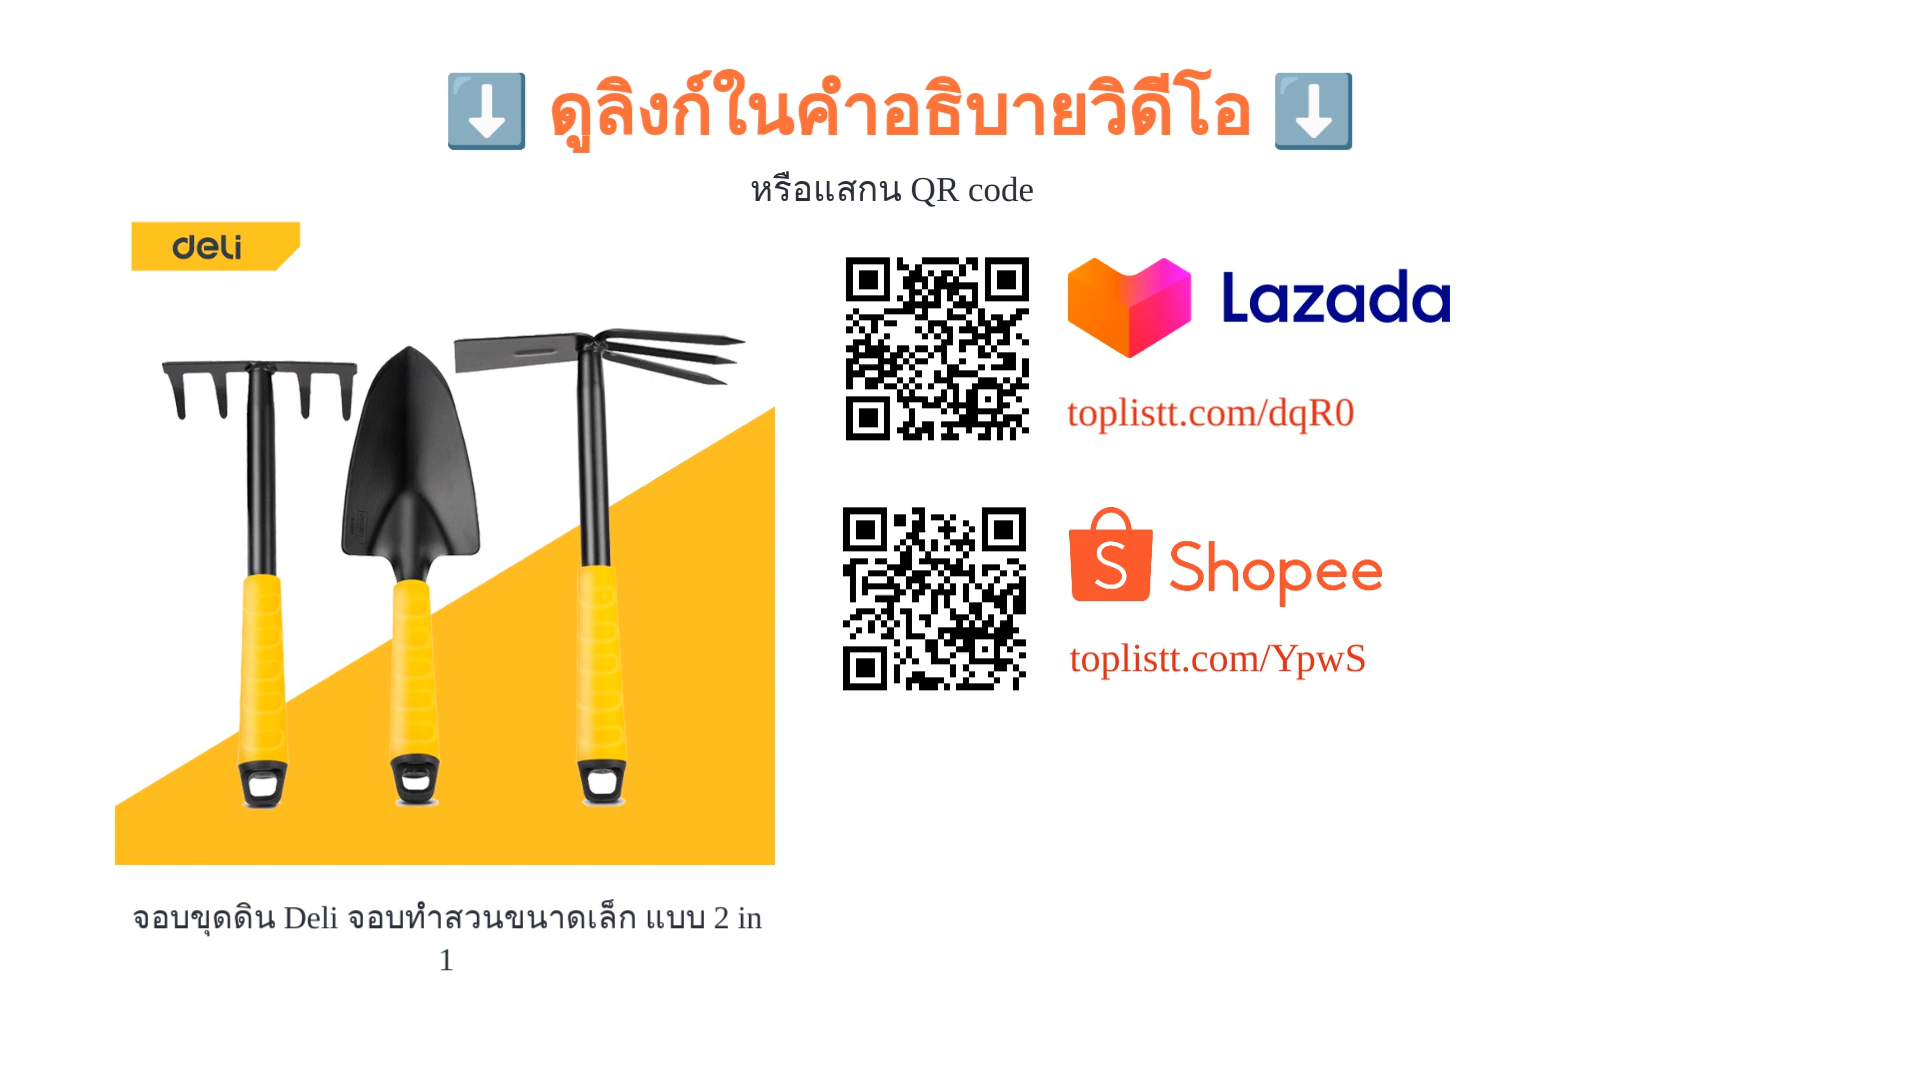 ⬇️ ดูลิงก์ในคำอธิบายวิดีโอ ⬇️
หรือแสกน QR code
deli
Lazada
toplistt.com/dqR0
S Shopee
toplistt.com/YpwS
จอบขุดดิน Deli จอบทำสวนขนาดเล็ก แบบ 2 in
1